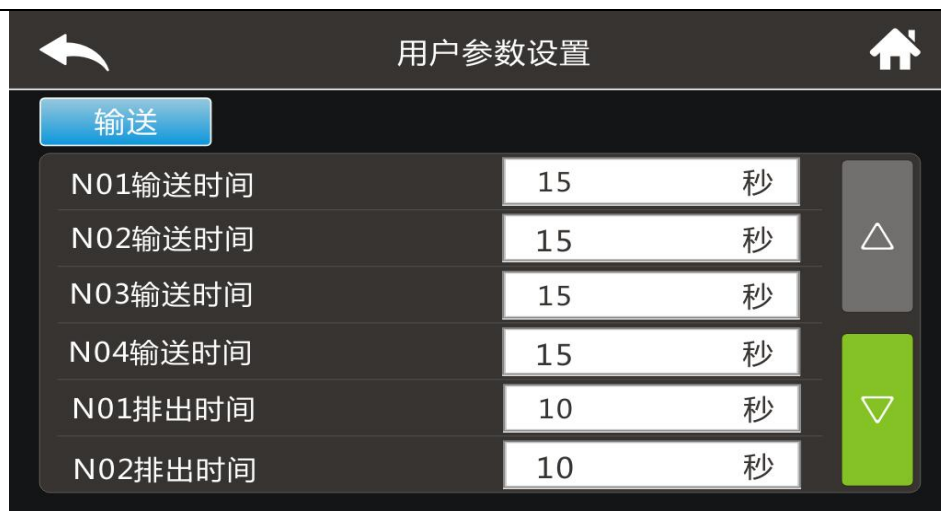 用户参数设置
输送
N01输送时间 15 秒
N02输送时间 15 秒
N03输送时间 15 秒
N04输送时间 15 秒
N01排出时间 10 秒
N02排出时间 10 秒